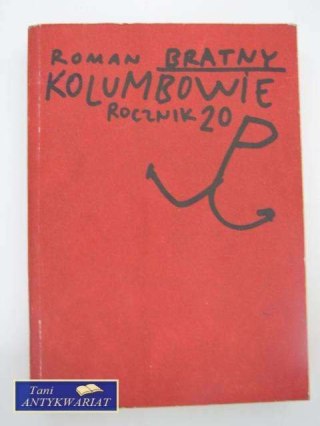 ROMAN BRATNY
KOLUMBOWIE
ROCZNIK 20
Tani
ANTYKWARIAT